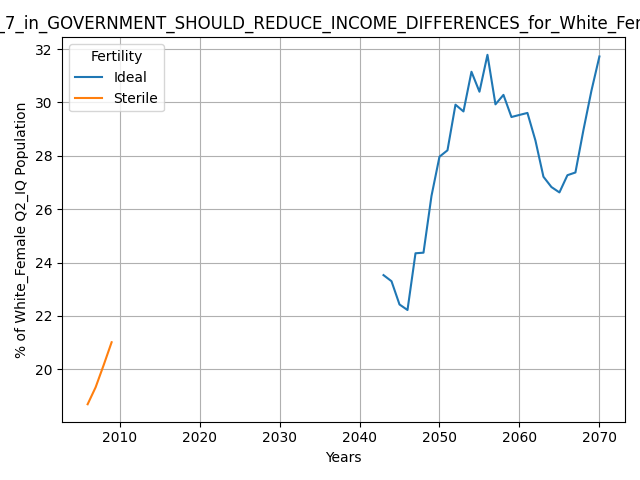 _7_in_GOVERNMENT_SHOULD_REDUCE_INCOME_DIFFERENCES_for_White_Fe
Fertility
Ideal
Sterile
32
30
28
26
24
22
20
% of White_Female Q2_IQ Population
2010
2020
2030
2040
2050
2060
2070
Years